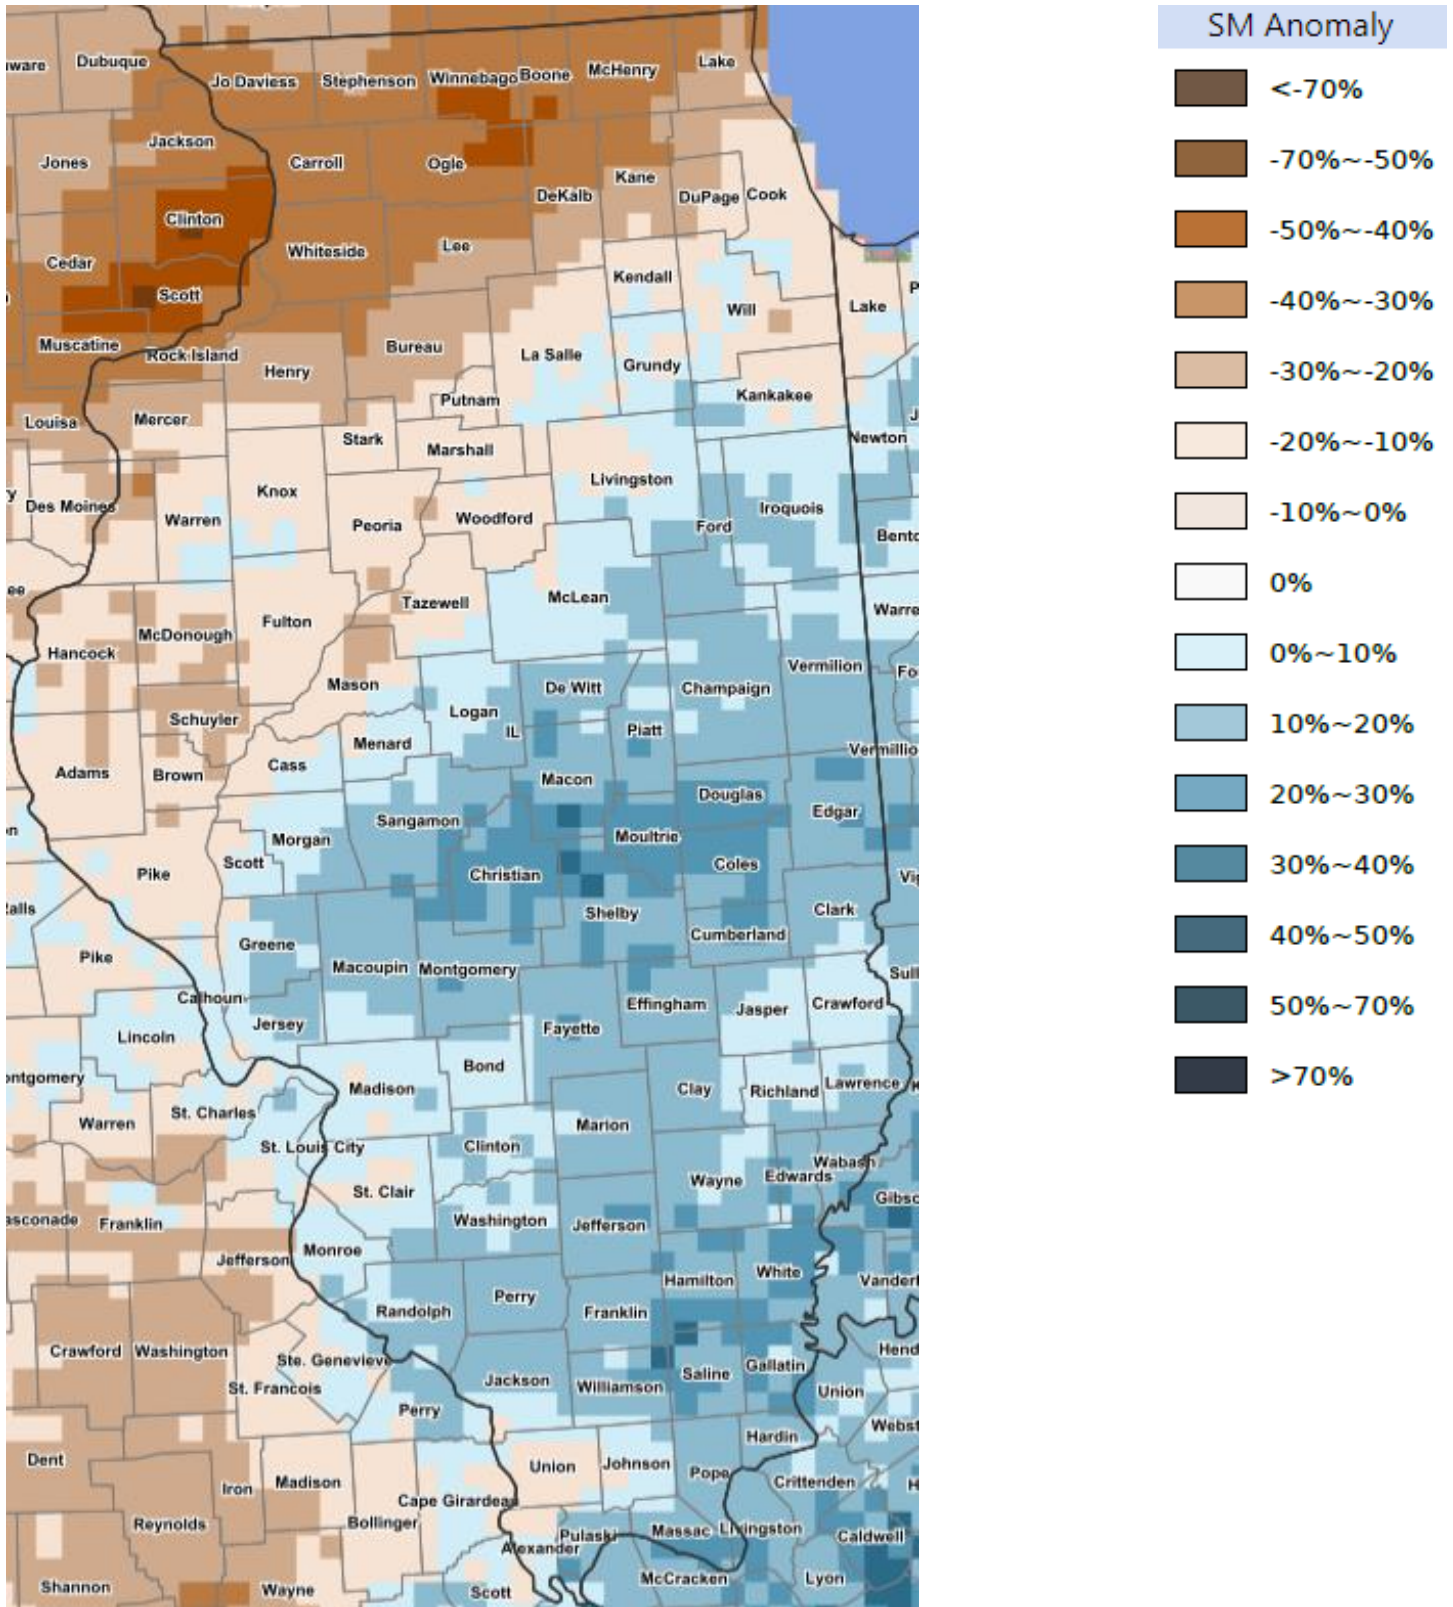 SM Anomaly
<-70%
-70%~-50%
-50%~-40%
-40%~-30%
-30%~-20%
-20%~-10%
-10%~0%
0%
0%~10%
10%~20%
20%~30%
30%~40%
40%~50%
50%~70%
>70%
Dubuque
Jo Daviess
Stephenson
Winnebago
Boone
McHenry
Lake
Jackson
Jones
Carroll
Ogle
DeKalb
Kane
DuPage
Cook
Clinton
Cedar
Whiteside
Lee
Kendall
Scott
Will
Lake
Muscatine
Rock Island
Henry
Bureau
La Salle
Grundy
Kankakee
Putnam
Louisa
Mercer
Stark
Marshall
Newton
Livingston
Knox
Des Moines
Warren
Peoria
Woodford
Ford
Iroquois
McLean
Tazewell
Fulton
McDonough
Hancock
Vermilion
Mason
De Witt
Champaign
Schuyler
Logan
IL
Piatt
Menard
Cass
Adams
Brown
Macon
Douglas
Edgar
Sangamon
Moultrie
Morgan
Scott
Coles
Pike
Christian
Shelby
Clark
Cumberland
Greene
Pike
Macoupin
Montgomery
Calhoun
Effingham
Jasper
Crawford
Jersey
Fayette
Lincoln
Bond
Madison
Clay
Richland
Lawrence
St. Charles
Warren
Marion
St. Louis City
Clinton
Wabash
Wayne
Edwards
St. Clair
Franklin
Washington
Jefferson
Monroe
Jefferson
Hamilton
White
Perry
Randolph
Franklin
Crawford
Washington
Ste. Genevieve
Saline
Gallatin
St. Francois
Jackson
Williamson
Union
Perry
Hardin
Dent
Union
Johnson
Pope
Crittenden
Iron
Madison
Cape Girardeau
Bollinger
Reynolds
Pulaski
Massac
Livingston
Caldwell
Alexander
McCracken
Lyon
Shannon
Wayne
Scott